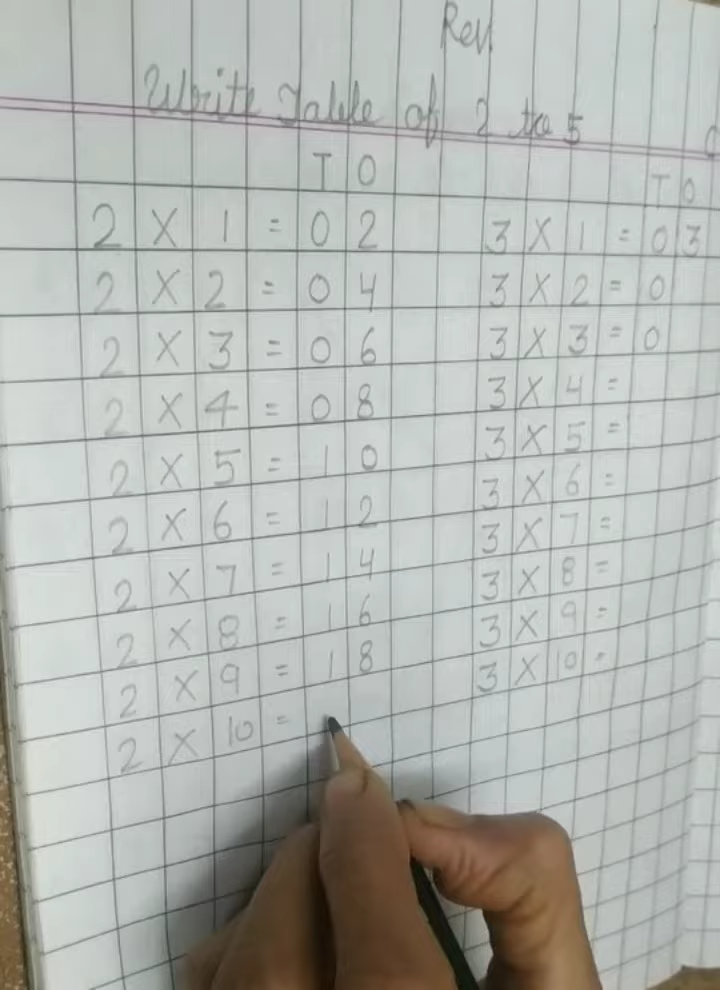 Rev
Write Table of 2 to 5
T O T O
2 X 1 = 0 2 3 X 1 = 0 3
2 X 2 = 0 4 3 X 2 = 0
2 X 3 = 0 6 3 X 3 = 0
2 X 4 = 0 8 3 X 4 =
2 X 5 = 1 0 3 X 5 =
2 X 6 = 1 2 3 X 6 =
2 X 7 = 1 4 3 X 7 =
2 X 8 = 1 6 3 X 8 =
2 X 9 = 1 8 3 X 9 =
2 X 10 = 3 X 10 =